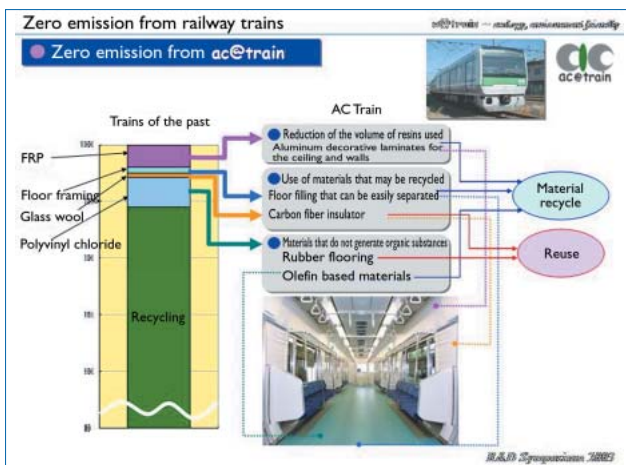 Zero emission from railway trains
Zero emission from ac@train
ac@train
Trains of the past
AC Train
FRP
Floor framing
Glass wool
Polyvinyl chloride
Recycling
Reduction of the volume of resins used
Aluminum decorative laminates for
the ceiling and walls
Use of materials that may be recycled
Floor filling that can be easily separated
Carbon fiber insulator
Materials that do not generate organic substances
Rubber flooring
Olefin based materials
Material
recycle
Reuse
R&D Symposium 2003